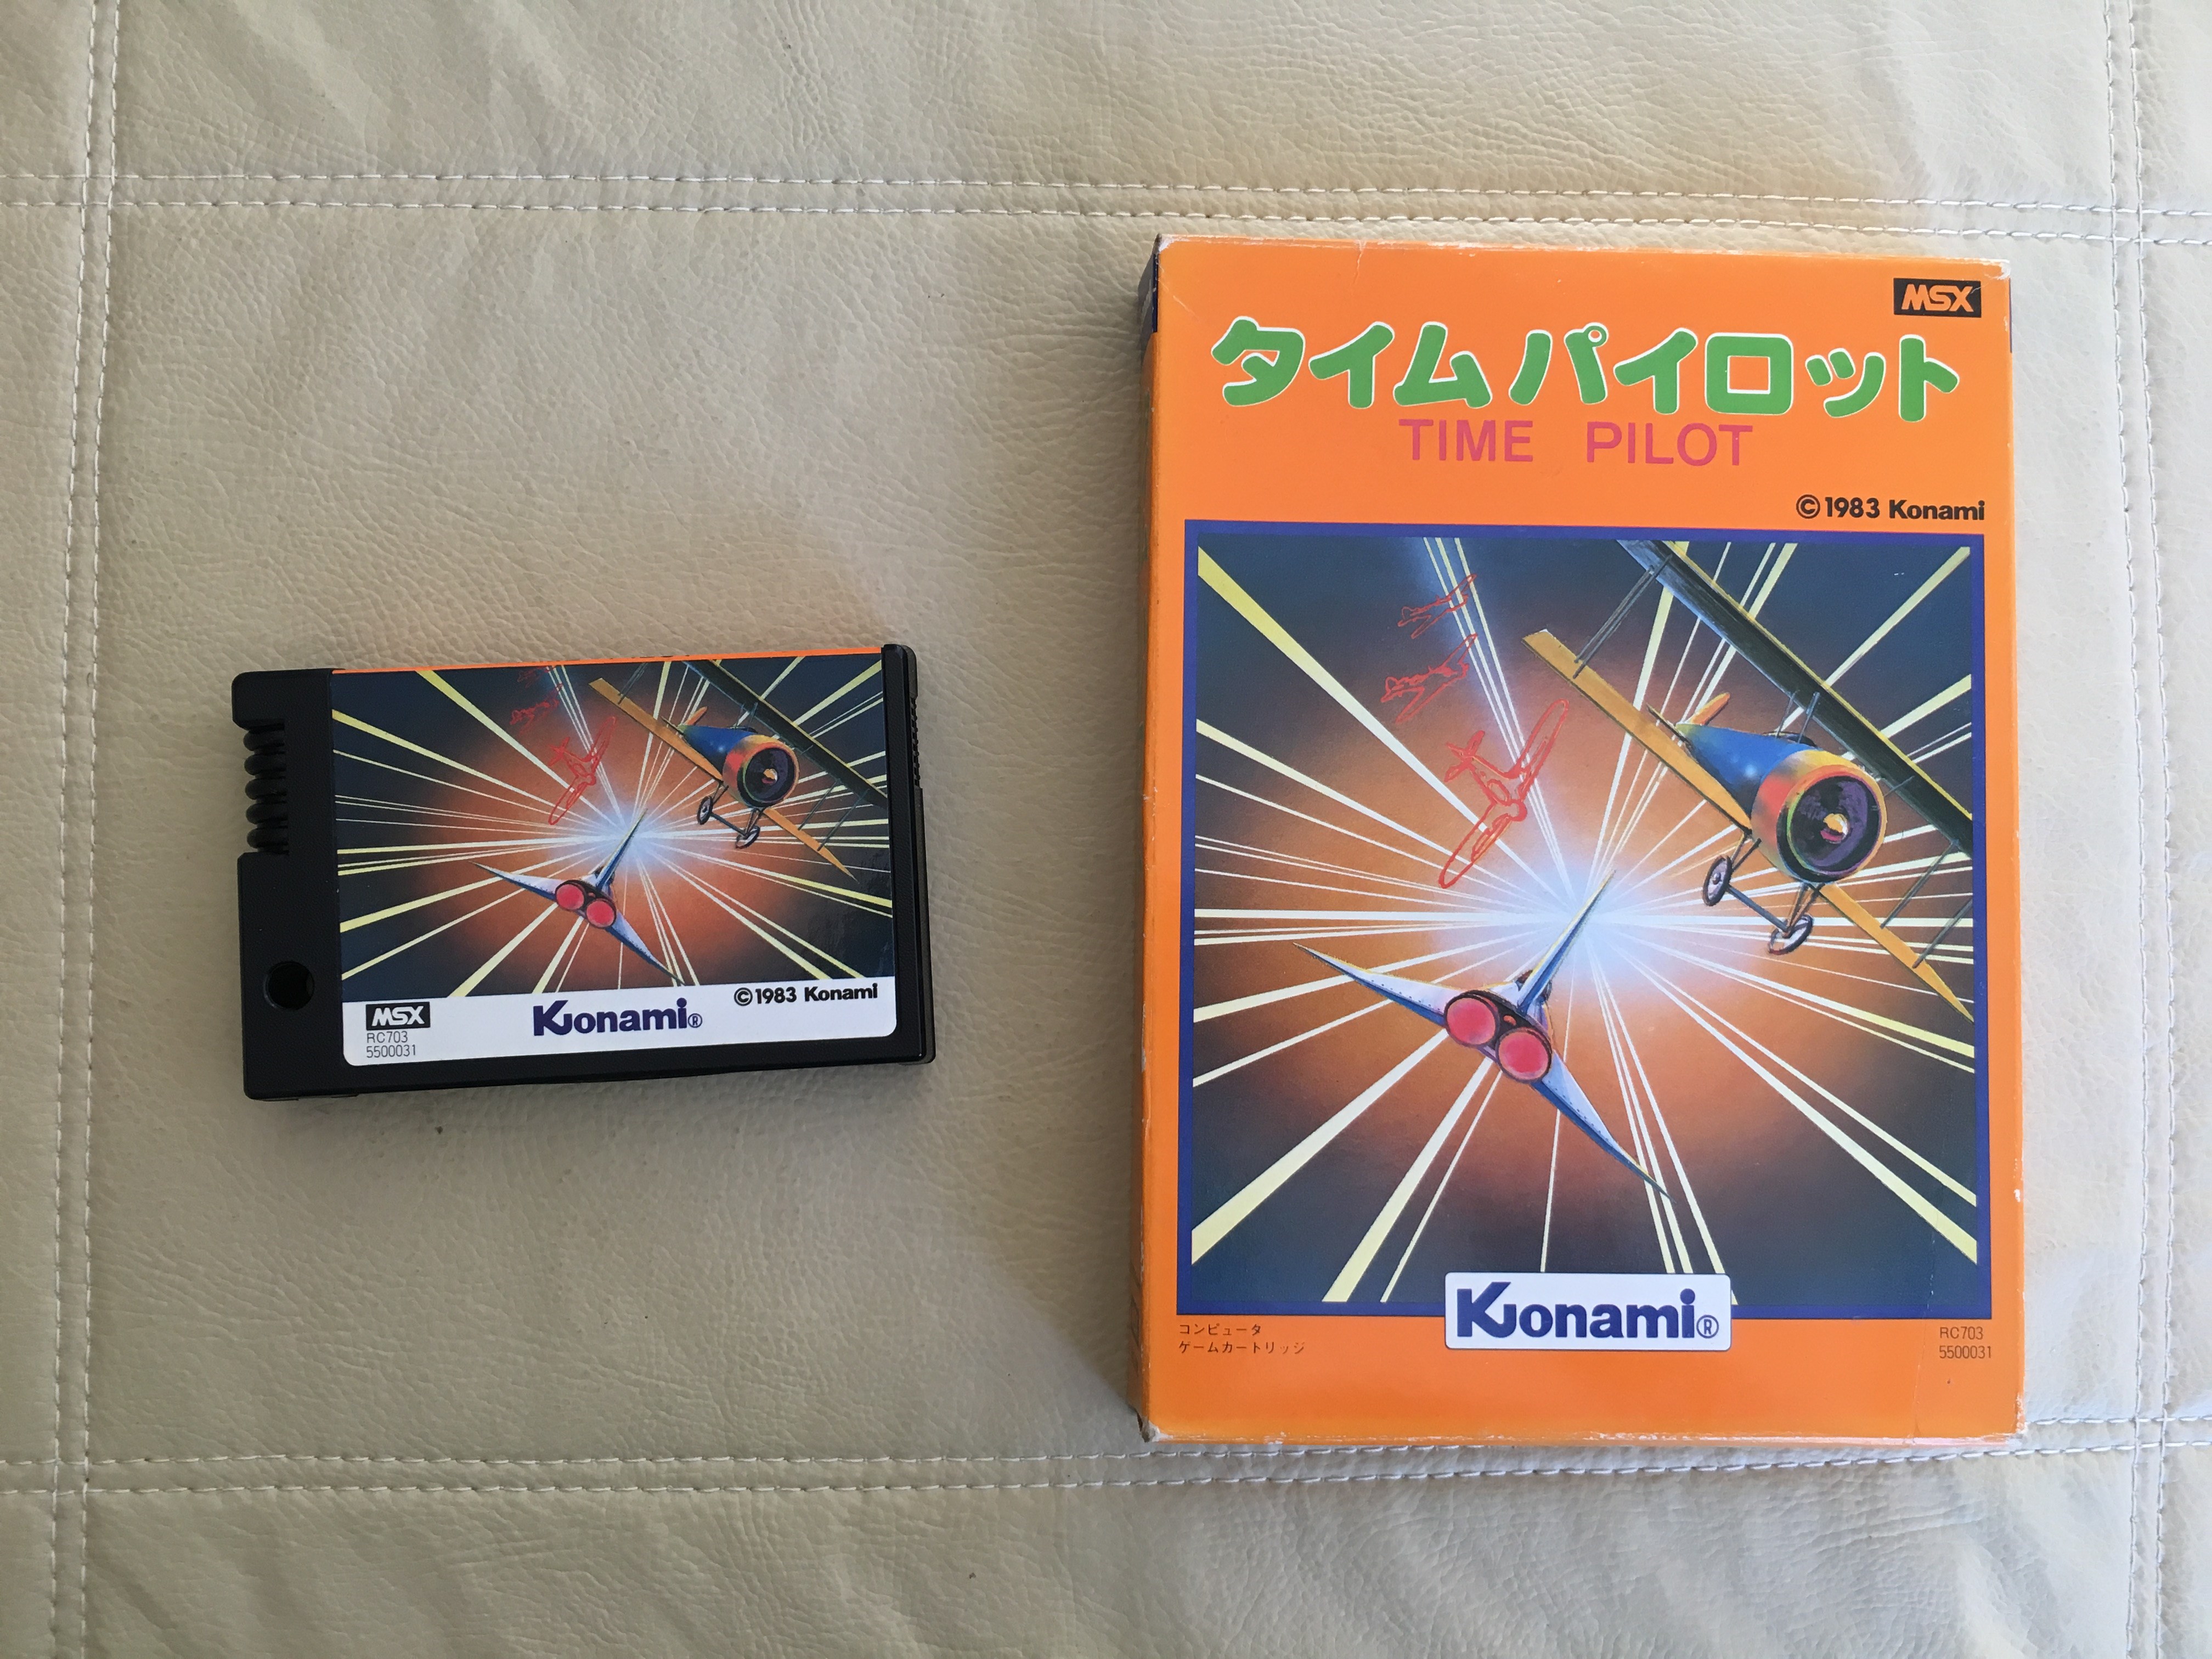 MSX
RC703
5500031
Konami®
©1983 Konami
MSX
タイムパイロット
TIME PILOT
©1983 Konami
Konami®
コンピュータ
ゲームカートリッジ
RC703
5500031